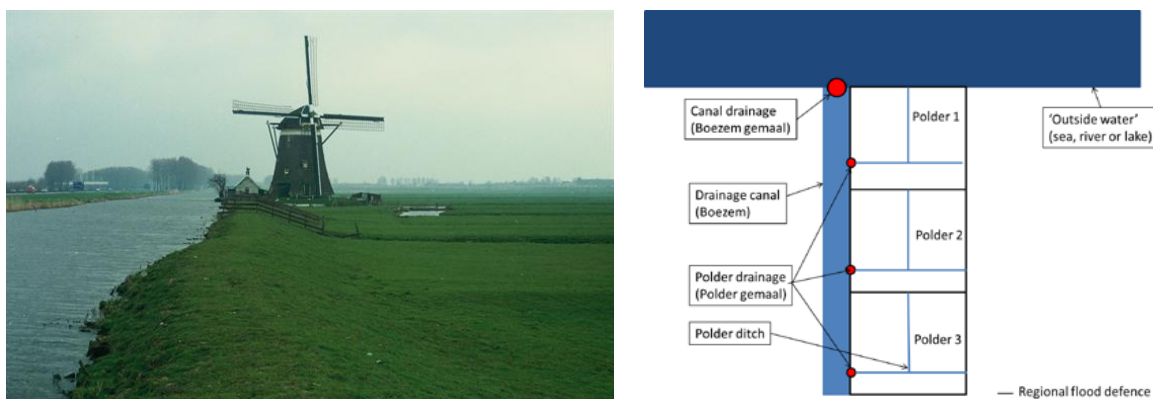 Canal drainage
(Boezem gemaal)
Polder 1
'Outside water'
(sea, river or lake)
Drainage canal
(Boezem)
Polder 2
Polder drainage
(Polder gemaal)
Polder ditch
Polder 3
— Regional flood defence